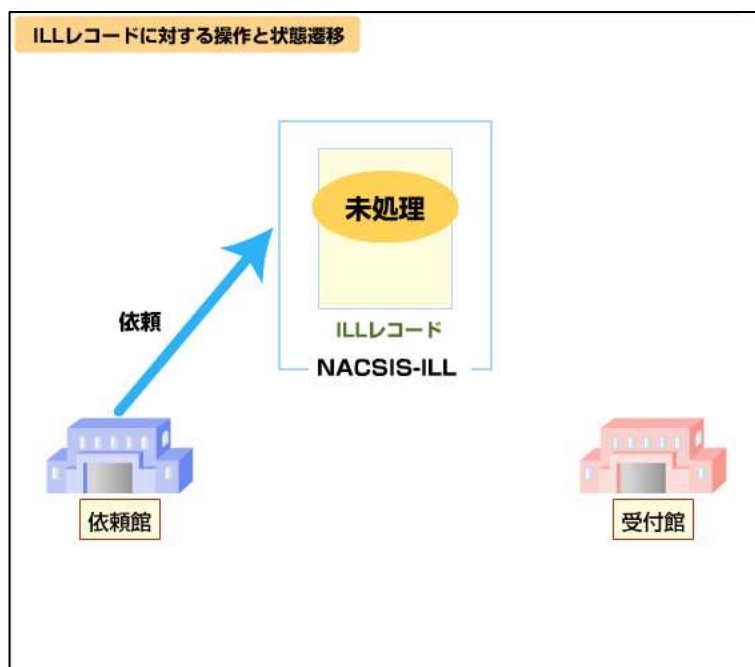 ILLレコードに対する操作と状態遷移
未処理
依頼
ILLレコード
NACSIS-ILL
依頼館
受付館